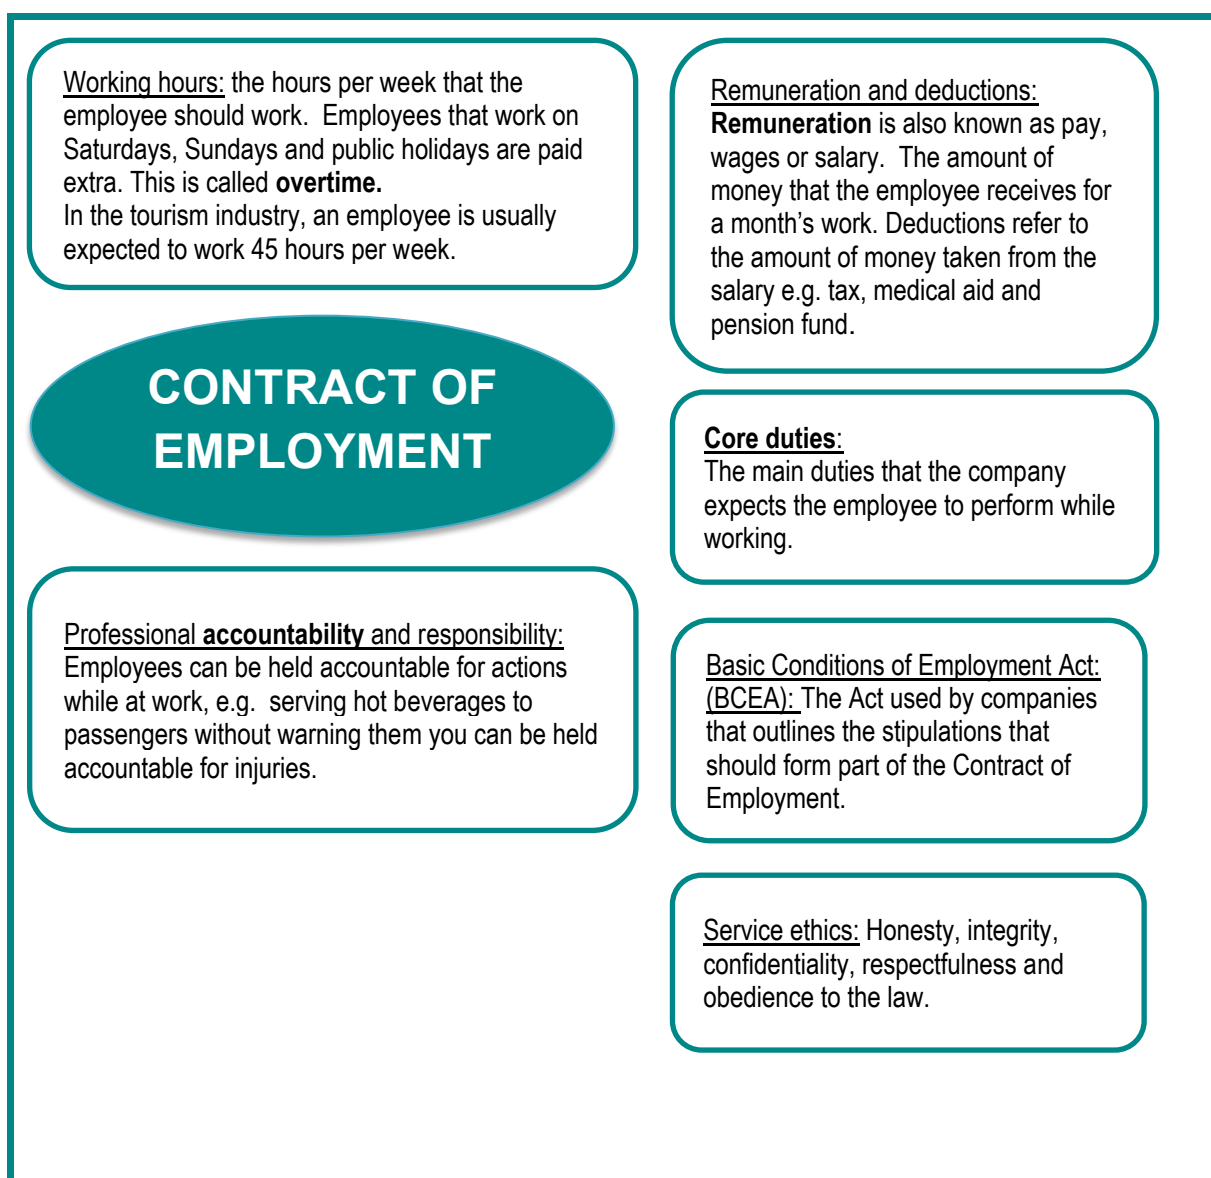 Working hours: the hours per week that the
employee should work.  Employees that work on
Saturdays, Sundays and public holidays are paid
extra. This is called overtime.
In the tourism industry, an employee is usually
expected to work 45 hours per week.
CONTRACT OF
EMPLOYMENT
Professional accountability and responsibility:
Employees can be held accountable for actions
while at work, e.g.  serving hot beverages to
passengers without warning them you can be held
accountable for injuries.
Remuneration and deductions:
Remuneration is also known as pay,
wages or salary.  The amount of
money that the employee receives for
a month’s work. Deductions refer to
the amount of money taken from the
salary e.g. tax, medical aid and
pension fund.
Core duties:
The main duties that the company
expects the employee to perform while
working.
Basic Conditions of Employment Act:
(BCEA): The Act used by companies
that outlines the stipulations that
should form part of the Contract of
Employment.
Service ethics: Honesty, integrity,
confidentiality, respectfulness and
obedience to the law.